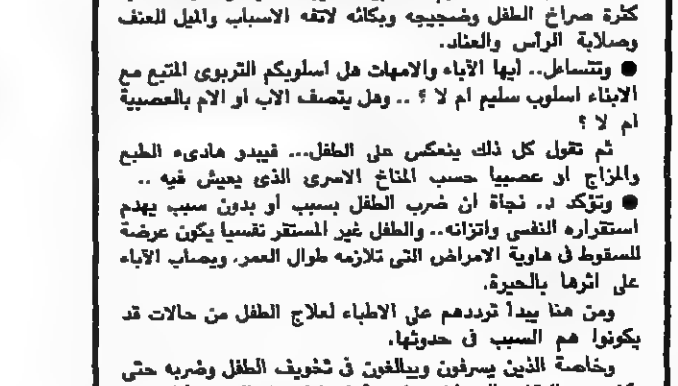 كثرة صراخ الطفل وضجيجه وبكائه لاتفه الاسباب والميل للعنف
وصلابة الرأس والعناد.
● وتتساعل.. أيها الآباء والامهات هل أسلوبكم التربوى المتبع مع
الابناء اسلوب سليم ام لا ؟ .. وهل يتصف الاب او الام بالعصبية
ام لا ؟
ثم تقول كل ذلك ينعكس على الطفل... فيبدو هادىء الطبع
والمزاج او عصبيا حسب المناخ الاسرى الذى يعيش فيه ..
● وتؤكد د. نجاة ان ضرب الطفل بسبب أو بدون سبب يهدم
استقراره النفسى واتزانه.. والطفل غير المستقر نفسيا يكون عرضة
للسقوط فى هاوية الامراض التى تلازمه طوال العمر. ويصاب الآباء
على اثرها بالحيرة.
ومن هنا يبدأ ترددهم على الاطباء لعلاج الطفل من حالات قد
يكونوا هم السبب فى حدوثها.
وخاصة الذين يسرفون ويبالغون فى تخويف الطفل وضربه حتى